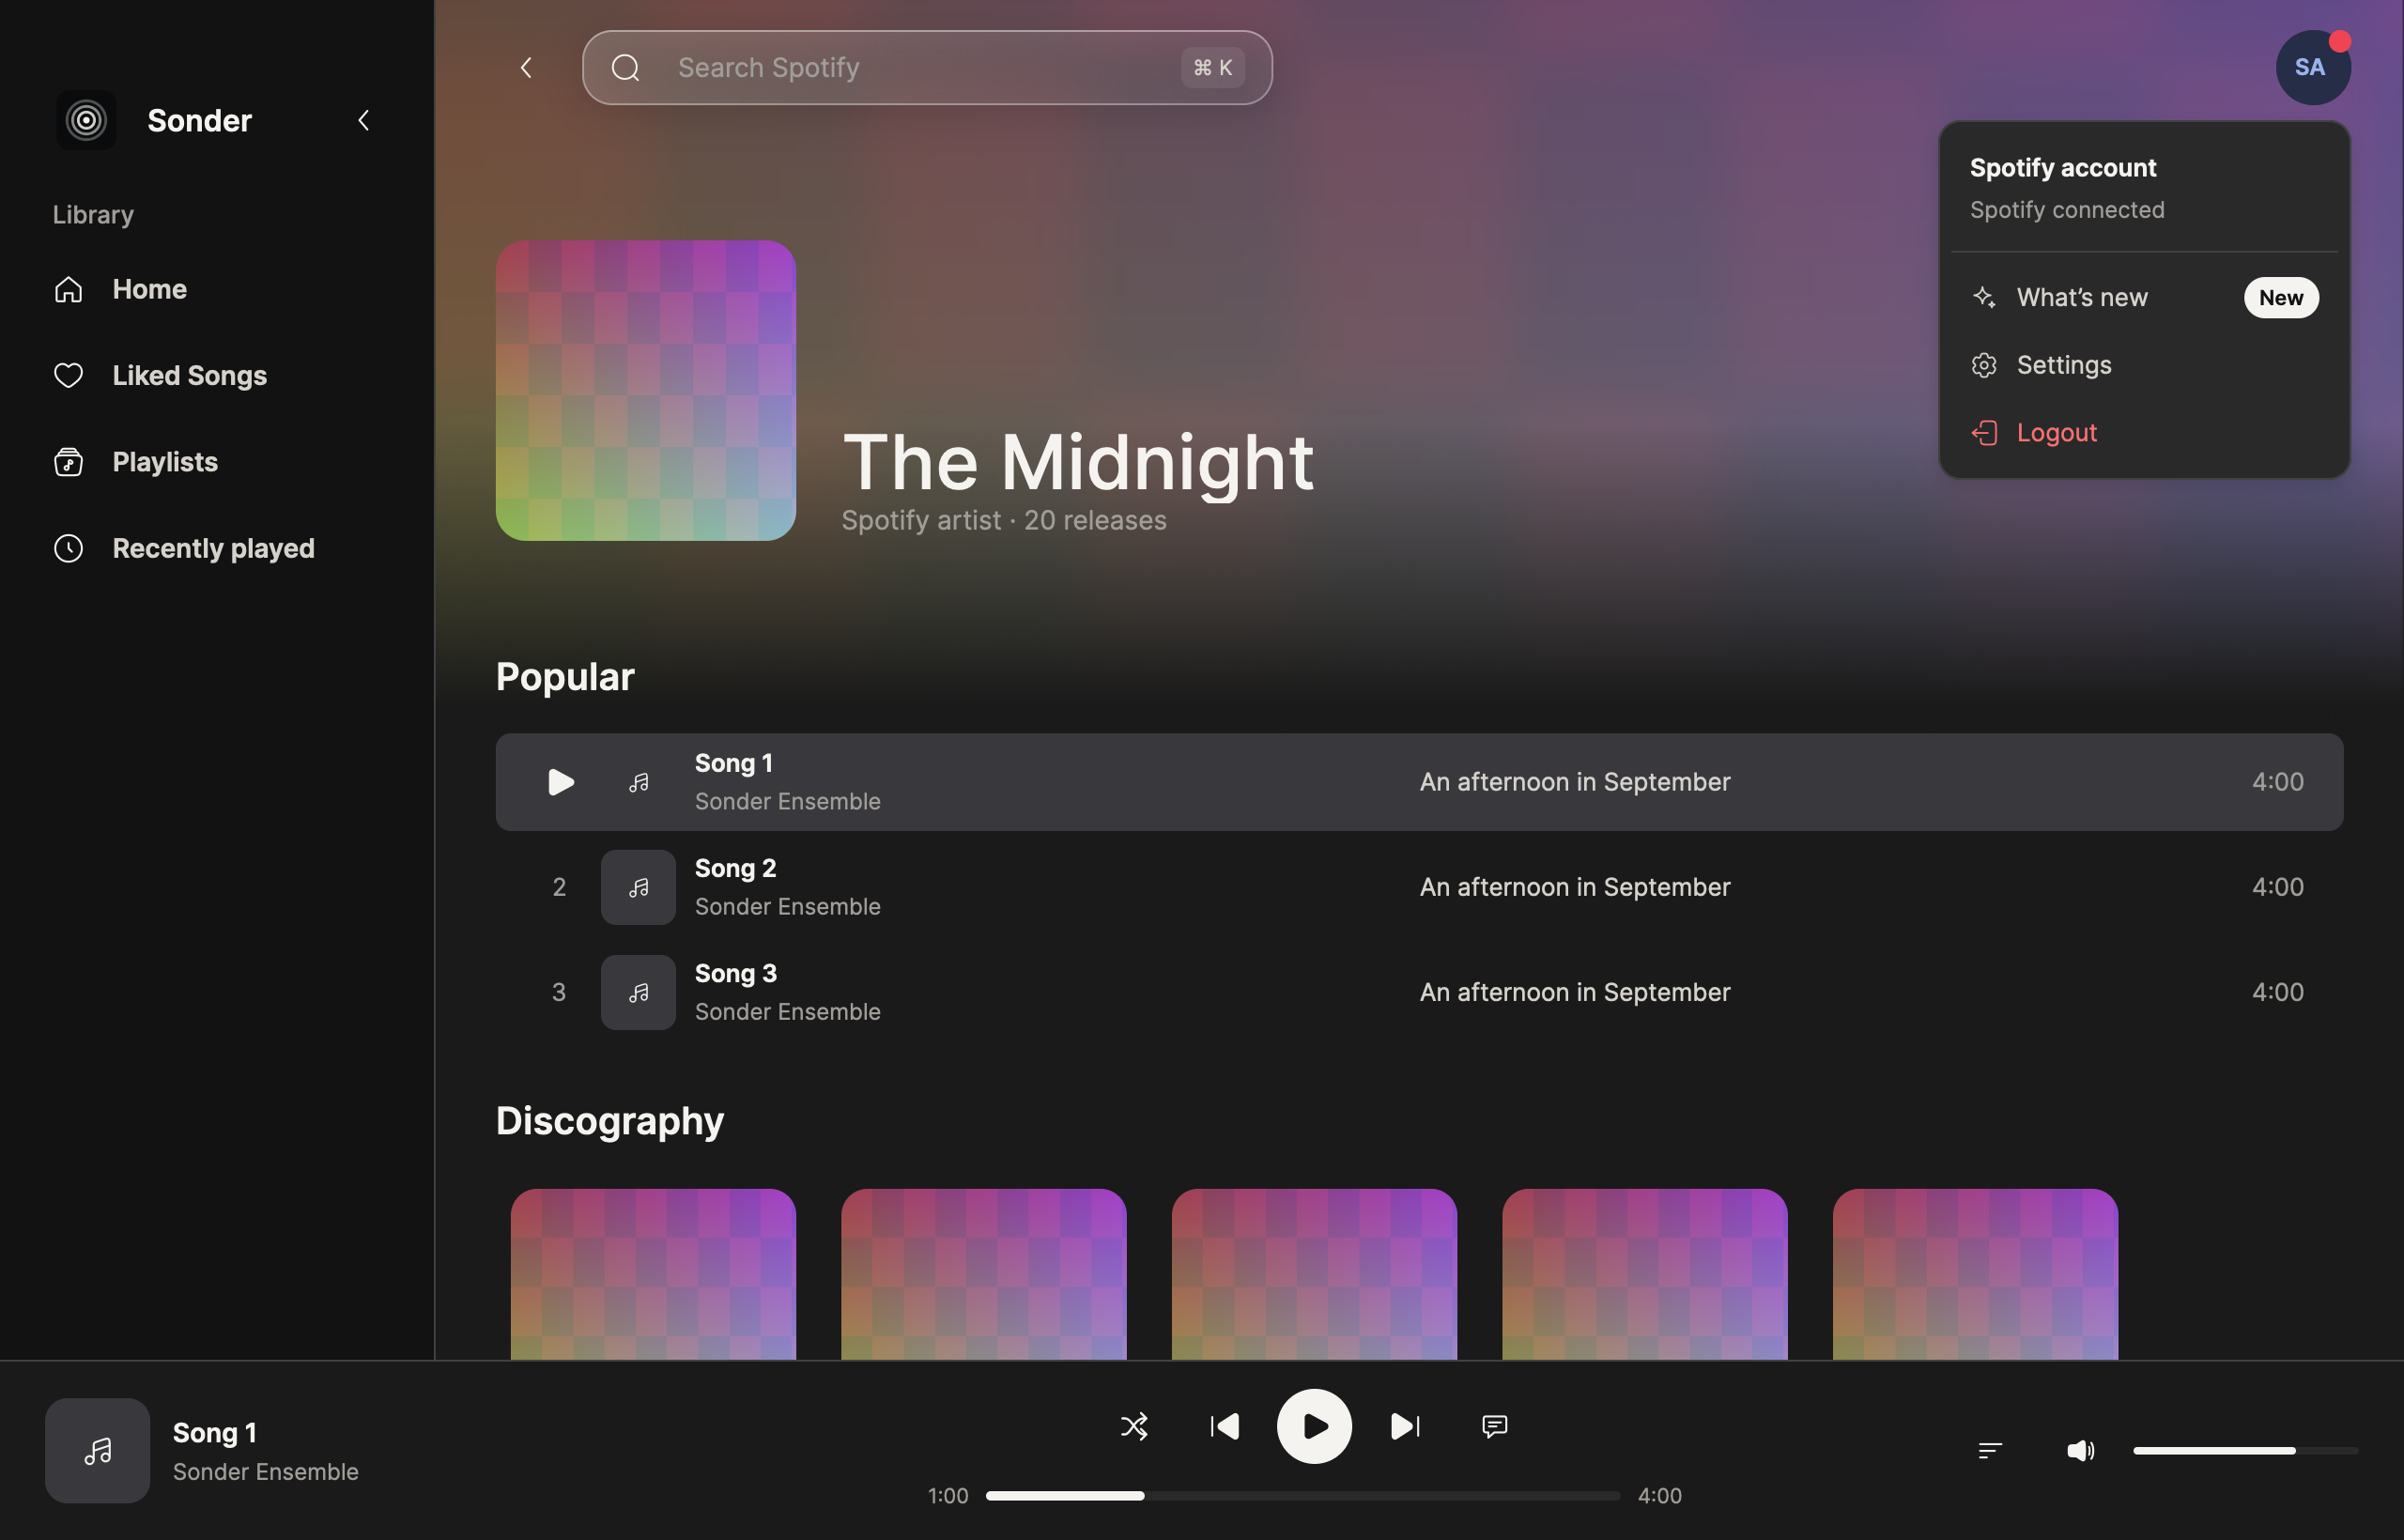 Sonder
Library
Home
Liked Songs
Playlists
Recently played
Search Spotify
⌘ K
SA
Spotify account
Spotify connected
What’s new
New
Settings
Logout
The Midnight
Spotify artist · 20 releases
Popular
Song 1
Sonder Ensemble
An afternoon in September
4:00
2
Song 2
Sonder Ensemble
An afternoon in September
4:00
3
Song 3
Sonder Ensemble
An afternoon in September
4:00
Discography
Song 1
Sonder Ensemble
1:00
4:00